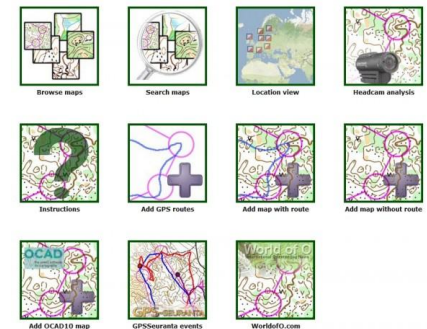 Browse maps
Search maps
Location view
Headcam analysis
Instructions
Add GPS routes
Add map with route
Add map without route
OCAD
Add OCAD10 map
GPS
SEURANTA
GPSSeuranta events
World of O
WorldofO.com